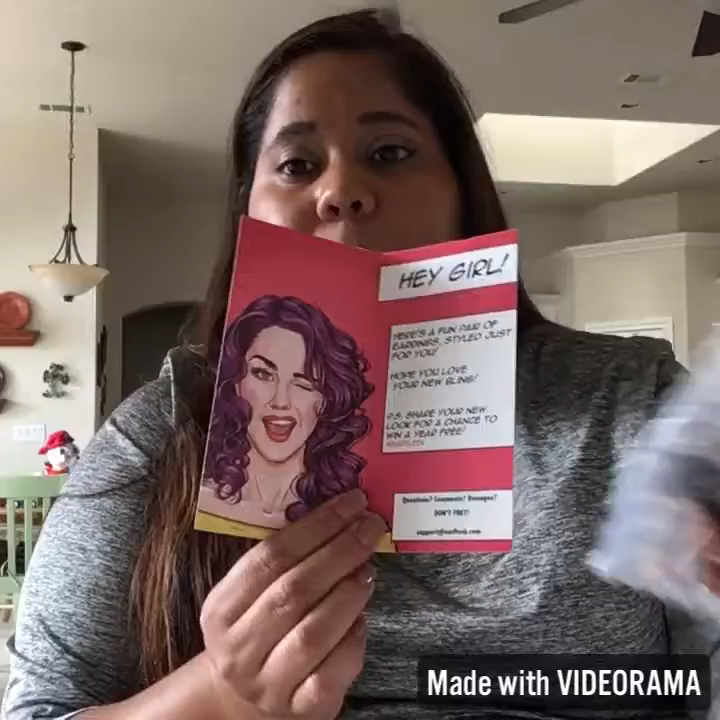 HEY GIRL!
HERE'S A FUN PAIR OF
EARRINGS, STYLED JUST
FOR YOU!
HOPE YOU LOVE
YOUR NEW BLING!
P.S. SHARE YOUR NEW
LOOK FOR A CHANCE TO
WIN A YEAR FREE!
Questions? Comments? Damages?
DON'T FRET!
Made with VIDEORAMA